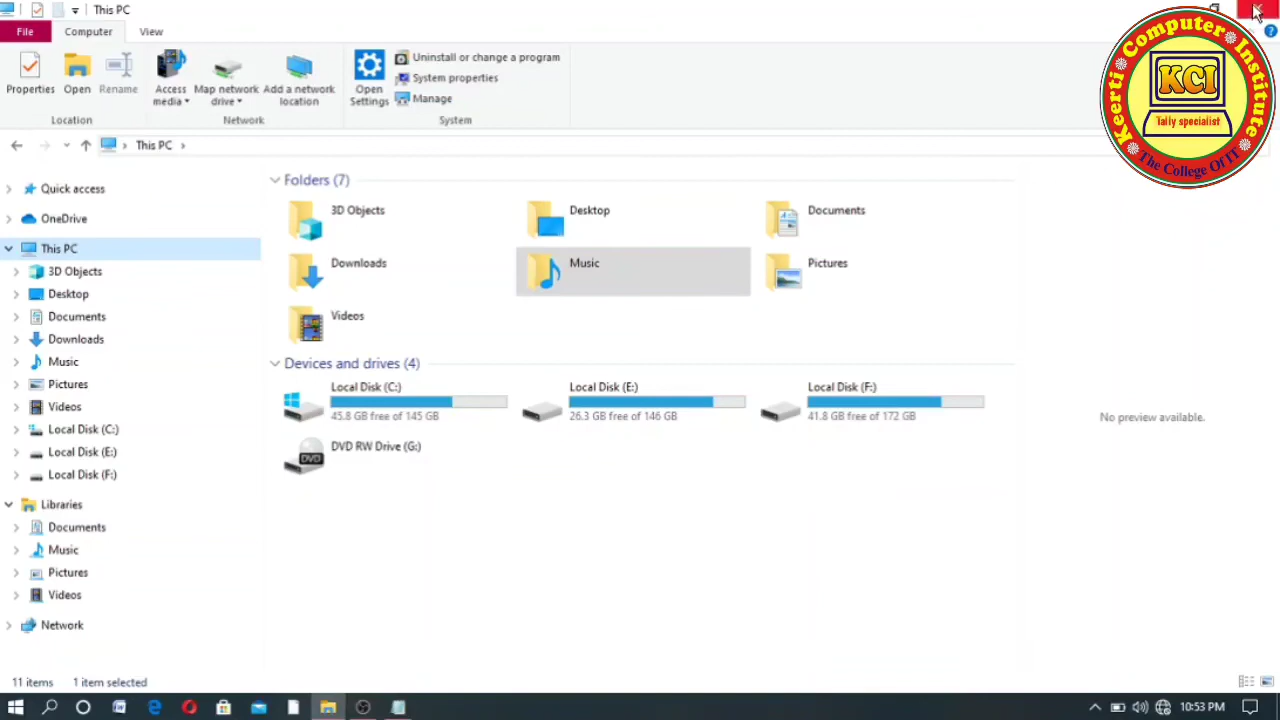 This PC
File
Computer
View
Properties
Open
Rename
Access media
Map network drive
Add a network location
Open Settings
Uninstall or change a program
System properties
Manage
Location
Network
System
Keerti Computer Institute
KCI
Tally specialist
The College Of IT
This PC
Quick access
OneDrive
This PC
3D Objects
Desktop
Documents
Downloads
Music
Pictures
Videos
Local Disk (C:)
Local Disk (E:)
Local Disk (F:)
Libraries
Documents
Music
Pictures
Videos
Network
Folders (7)
3D Objects
Desktop
Documents
Downloads
Music
Pictures
Videos
Devices and drives (4)
Local Disk (C:)
45.8 GB free of 145 GB
Local Disk (E:)
26.3 GB free of 146 GB
Local Disk (F:)
41.8 GB free of 172 GB
DVD RW Drive (G:)
DVD
No preview available.
11 items
1 item selected
10:53 PM